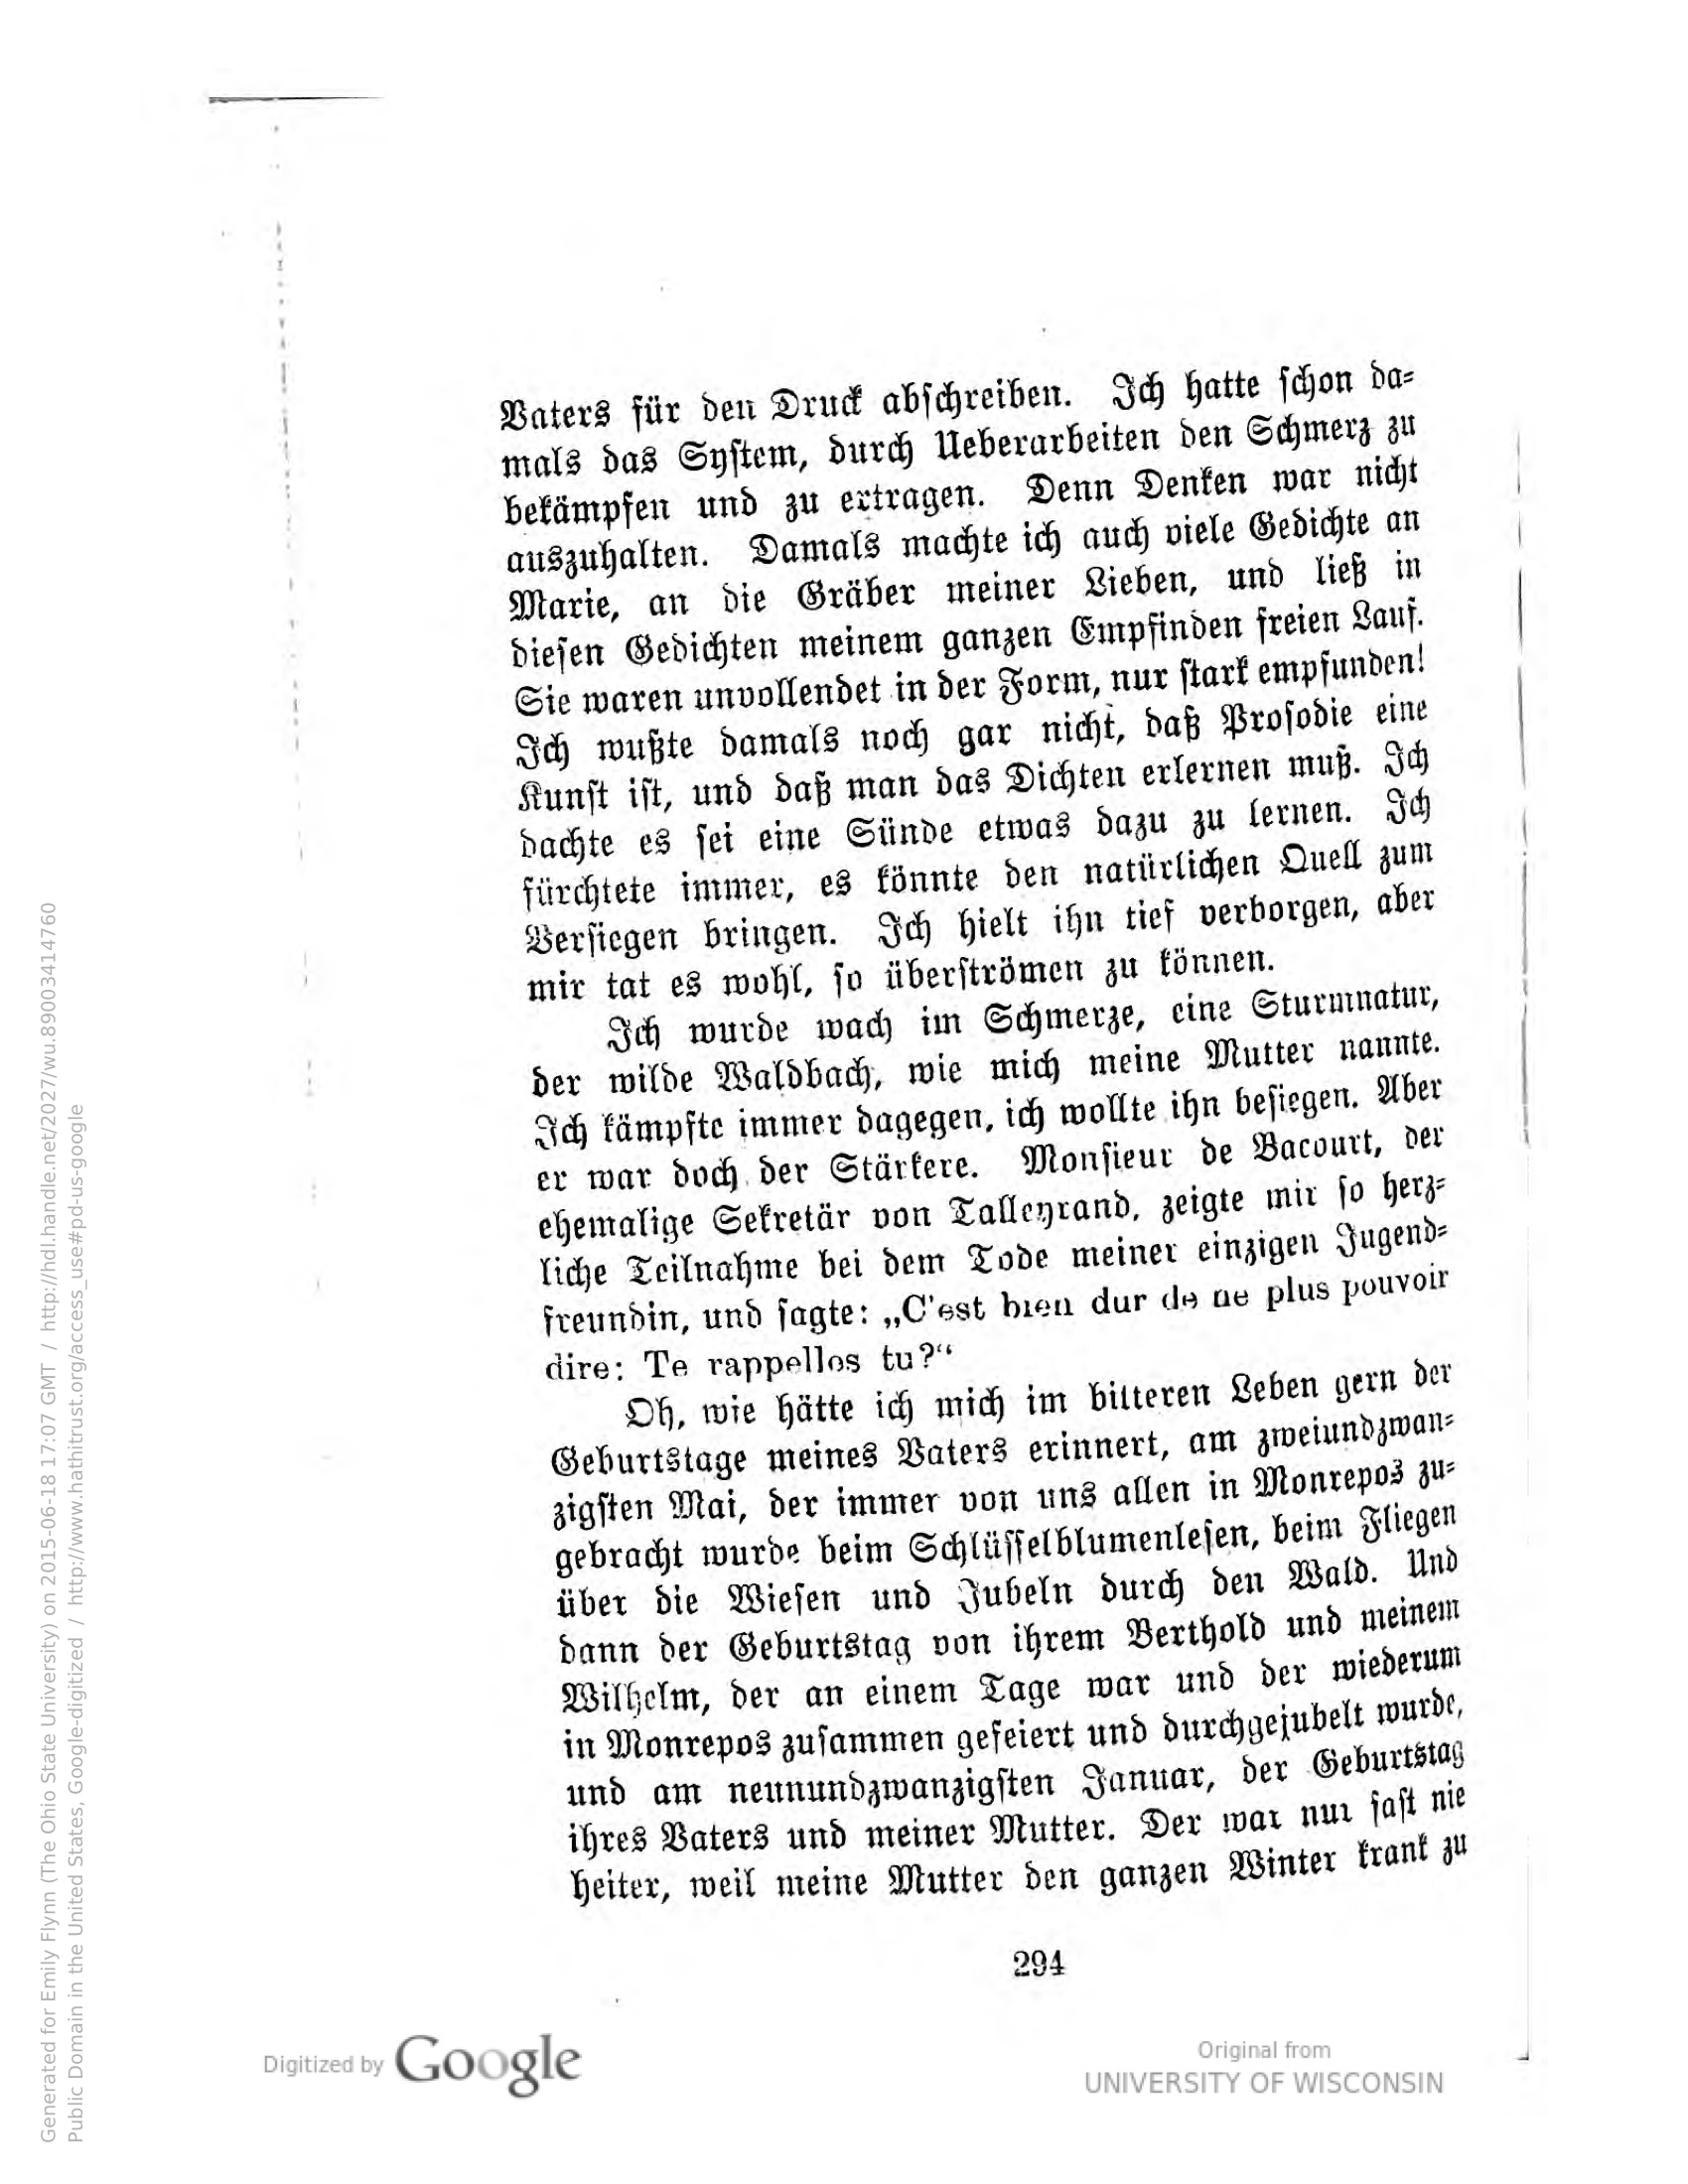 Vaters für den Druck abschreiben. Ich hatte schon da=
mals das System, durch Ueberarbeiten den Schmerz zu
bekämpfen und zu ertragen. Denn Denken war nicht
auszuhalten. Damals machte ich auch viele Gedichte an
Marie, an die Gräber meiner Lieben, und ließ in
diesen Gedichten meinem ganzen Empfinden freien Lauf.
Sie waren unvollendet in der Form, nur stark empfunden!
Ich wußte damals noch gar nicht, daß Prosodie eine
Kunst ist, und daß man das Dichten erlernen muß. Ich
dachte es sei eine Sünde etwas dazu zu lernen. Ich
fürchtete immer, es könnte den natürlichen Quell zum
Versiegen bringen. Ich hielt ihn tief verborgen, aber
mir tat es wohl, so überströmen zu können.
Ich wurde wach im Schmerze, eine Sturmnatur,
der wilde Waldbach, wie mich meine Mutter nannte.
Ich kämpfte immer dagegen, ich wollte ihn besiegen. Aber
er war doch der Stärkere. Monsieur de Bacourt, der
ehemalige Sekretär von Talleyrand, zeigte mir so herz=
liche Teilnahme bei dem Tode meiner einzigen Jugend=
freundin, und sagte: „C'est bien dur de ne plus pouvoir
dire: Te rappelles tu?“
Oh, wie hätte ich mich im bitteren Leben gern der
Geburtstage meines Vaters erinnert, am zweiundzwan=
zigsten Mai, der immer von uns allen in Monrepos zu=
gebracht wurde beim Schlüsselblumenlesen, beim Fliegen
über die Wiesen und Jubeln durch den Wald. Und
dann der Geburtstag von ihrem Berthold und meinem
Wilhelm, der an einem Tage war und der wiederum
in Monrepos zusammen gefeiert und durchgejubelt wurde,
und am neunundzwanzigsten Januar, der Geburtstag
ihres Vaters und meiner Mutter. Der war nur fast nie
heiter, weil meine Mutter den ganzen Winter krank zu
294
Digitized by Google
Original from
UNIVERSITY OF WISCONSIN
Generated for Emily Flynn (The Ohio State University) on 2015-06-18 17:07 GMT / http://hdl.handle.net/2027/wu.89003414760
Public Domain in the United States, Google-digitized / http://www.hathitrust.org/access_use#pd-us-google